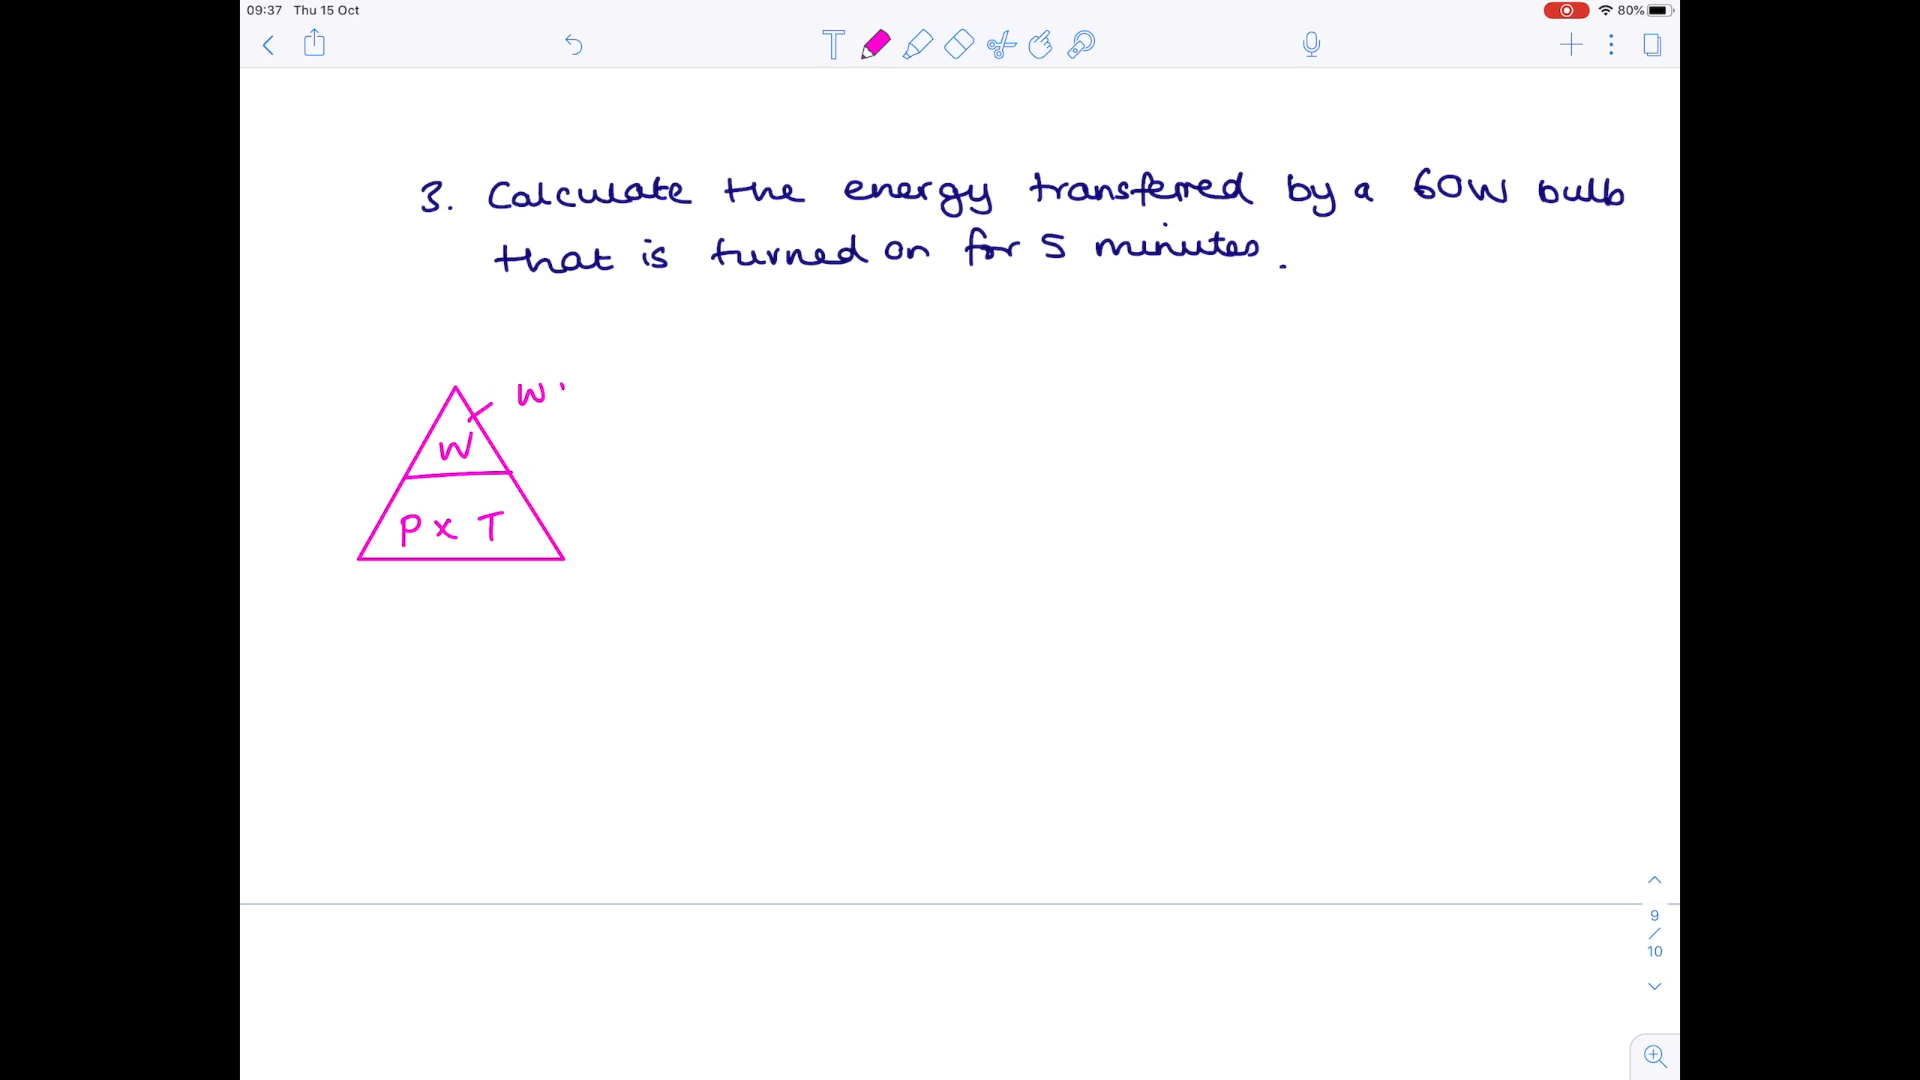 09:37 Thu 15 Oct
80%
T
3. Calculate the energy transferred by a 60W bulb
that is turned on for 5 minutes.
W
W
P x T
9
/
10